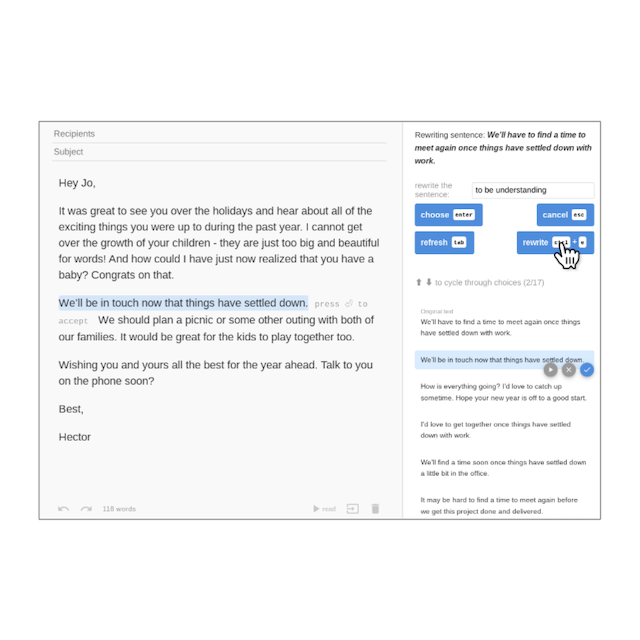 Recipients
Subject
Hey Jo,
It was great to see you over the holidays and hear about all of the
exciting things you were up to during the past year. I cannot get
over the growth of your children - they are just too big and beautiful
for words! And how could I have just now realized that you have a
baby? Congrats on that.
We'll be in touch now that things have settled down. press ⏎ to
accept We should plan a picnic or some other outing with both of
our families. It would be great for the kids to play together too.
Wishing you and yours all the best for the year ahead. Talk to you
on the phone soon?
Best,
Hector
118 words
read
Rewriting sentence: We'll have to find a time to
meet again once things have settled down with
work.
rewrite the
sentence:
to be understanding
choose enter
cancel esc
refresh tab
rewrite + e
⬆ ⬇ to cycle through choices (2/17)
Original text
We'll have to find a time to meet again once things
have settled down with work.
We'll be in touch now that things have settled down.
How is everything going? I'd love to catch up
sometime. Hope your new year is off to a good start.
I'd love to get together once things have settled
down with work.
We'll find a time soon once things have settled down
a little bit in the office.
It may be hard to find a time to meet again before
we get this project done and delivered.